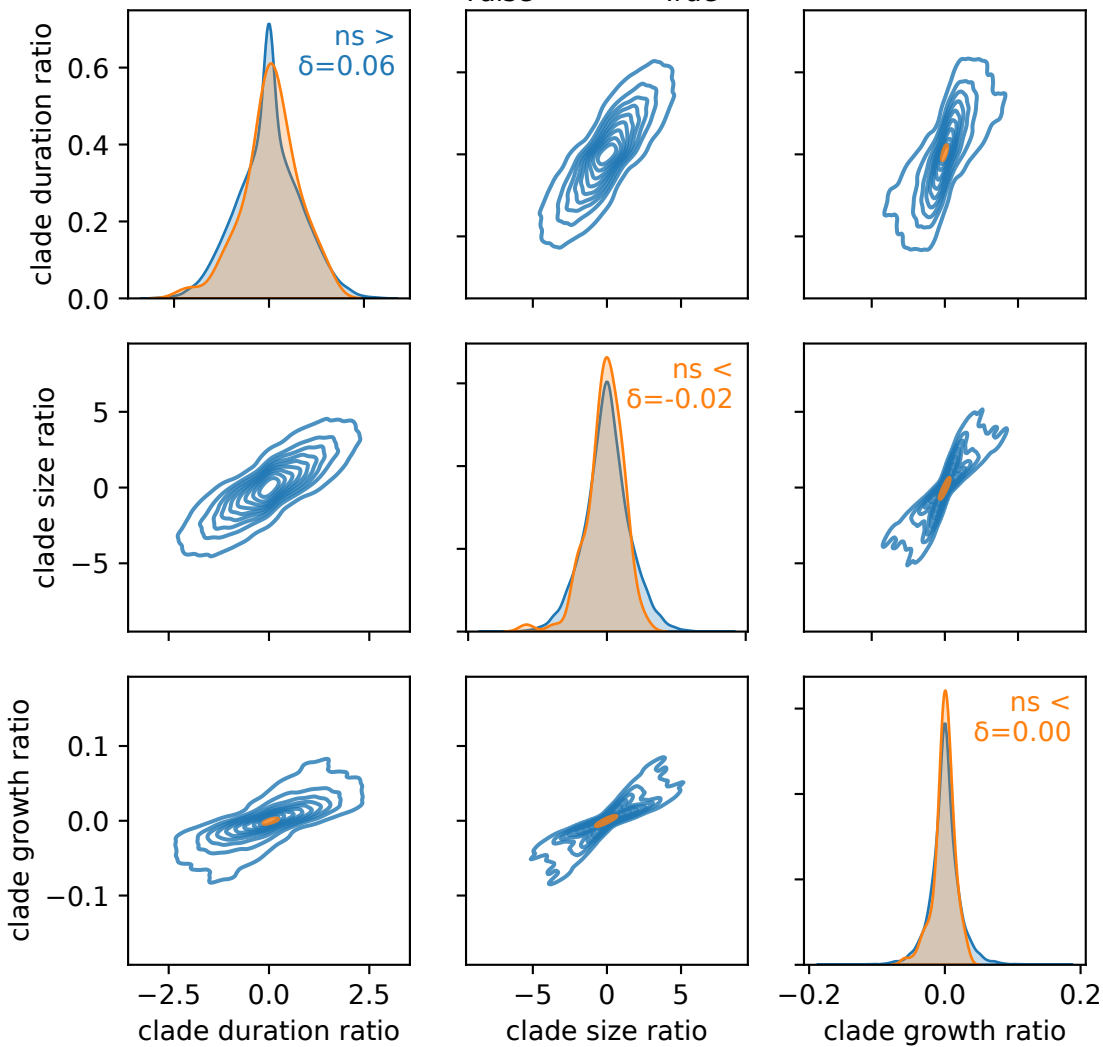 clade duration ratio
0.6
0.4
0.2
0.0
ns >
δ=0.06
clade size ratio
5
0
−5
ns <
δ=-0.02
clade growth ratio
0.1
0.0
−0.1
ns <
δ=0.00
−2.5 0.0 2.5
−5 0 5
−0.2 0.0 0.2
clade duration ratio
clade size ratio
clade growth ratio